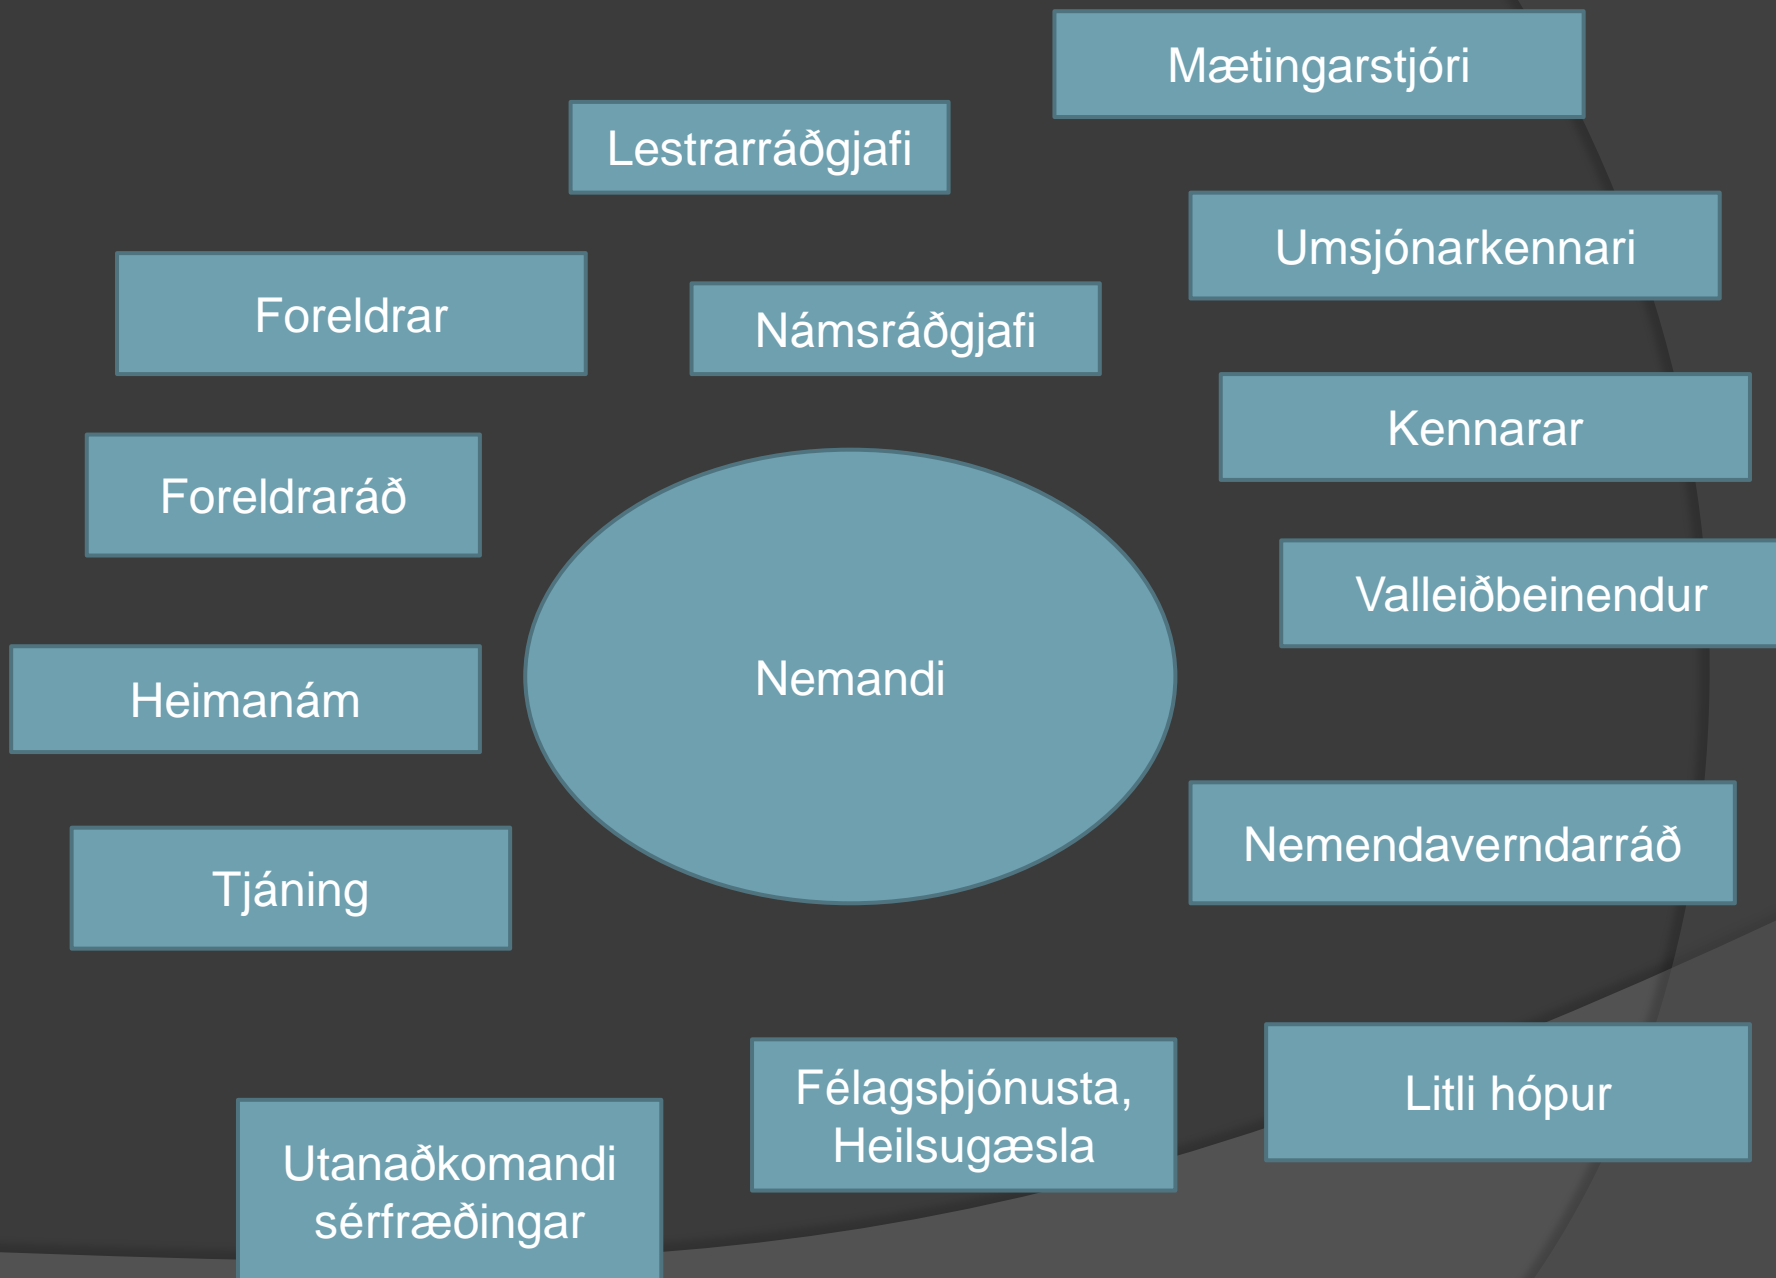 Mætingarstjóri
Lestrarráðgjafi
Umsjónarkennari
Foreldrar
Námsráðgjafi
Kennarar
Foreldraráð
Valleiðbeinendur
Nemandi
Heimanám
Nemendaverndarráð
Tjáning
Félagsþjónusta,
Heilsugæsla
Litli hópur
Utanaðkomandi
sérfræðingar